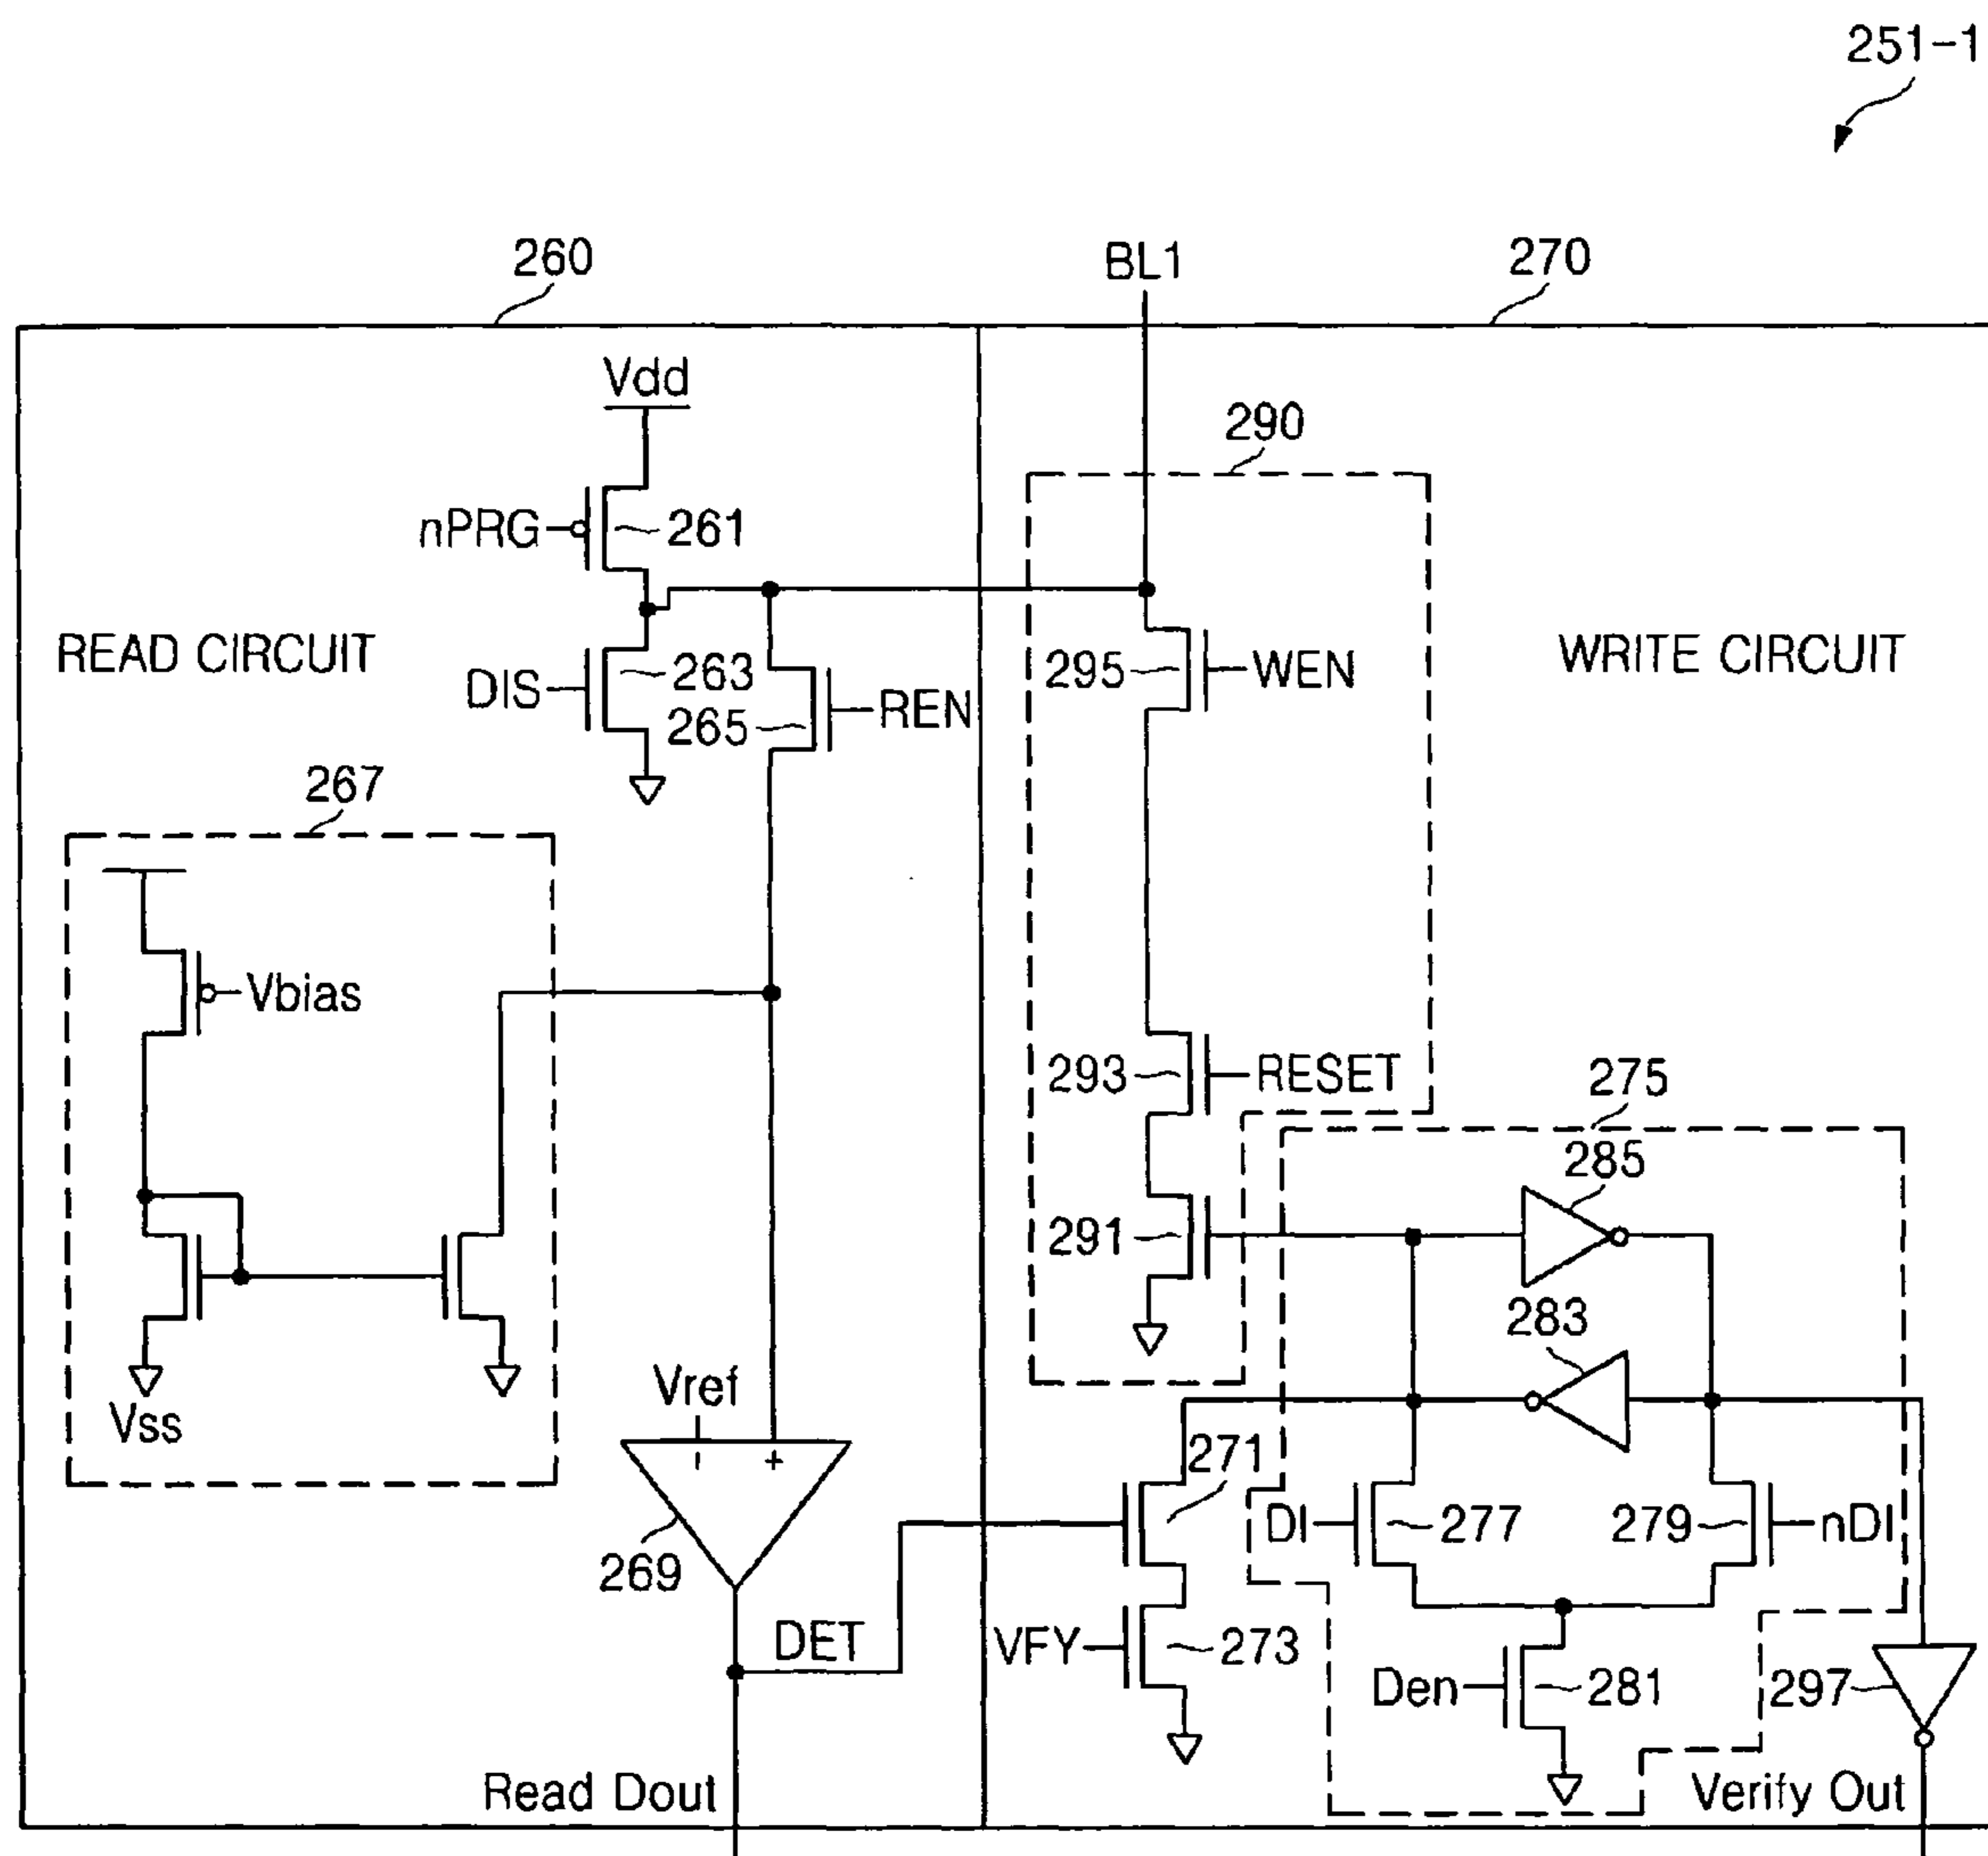 251-1
260
BL1
270
Vdd
290
nPRG
261
READ CIRCUIT
DIS
263
265
REN
295
WEN
WRITE CIRCUIT
267
Vbias
293
RESET
275
285
291
283
Vss
Vref
- +
271
DI
277
279
nDI
269
DET
VFY
273
Den
281
297
Read Dout
Verify Out